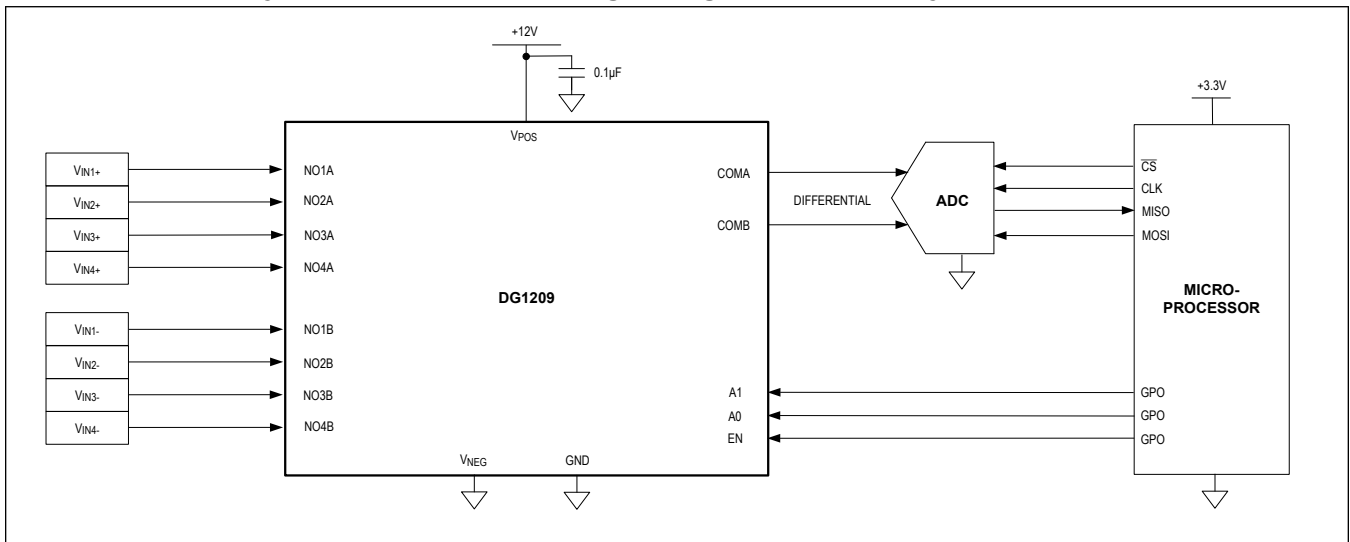 +12V
0.1µF
+3.3V
VPOS
VIN1+
VIN2+
VIN3+
VIN4+
VIN1-
VIN2-
VIN3-
VIN4-
NO1A
NO2A
NO3A
NO4A
NO1B
NO2B
NO3B
NO4B
DG1209
COMA
COMB
A1
A0
EN
VNEG
GND
DIFFERENTIAL
ADC
CS
CLK
MISO
MOSI
MICRO-
PROCESSOR
GPO
GPO
GPO